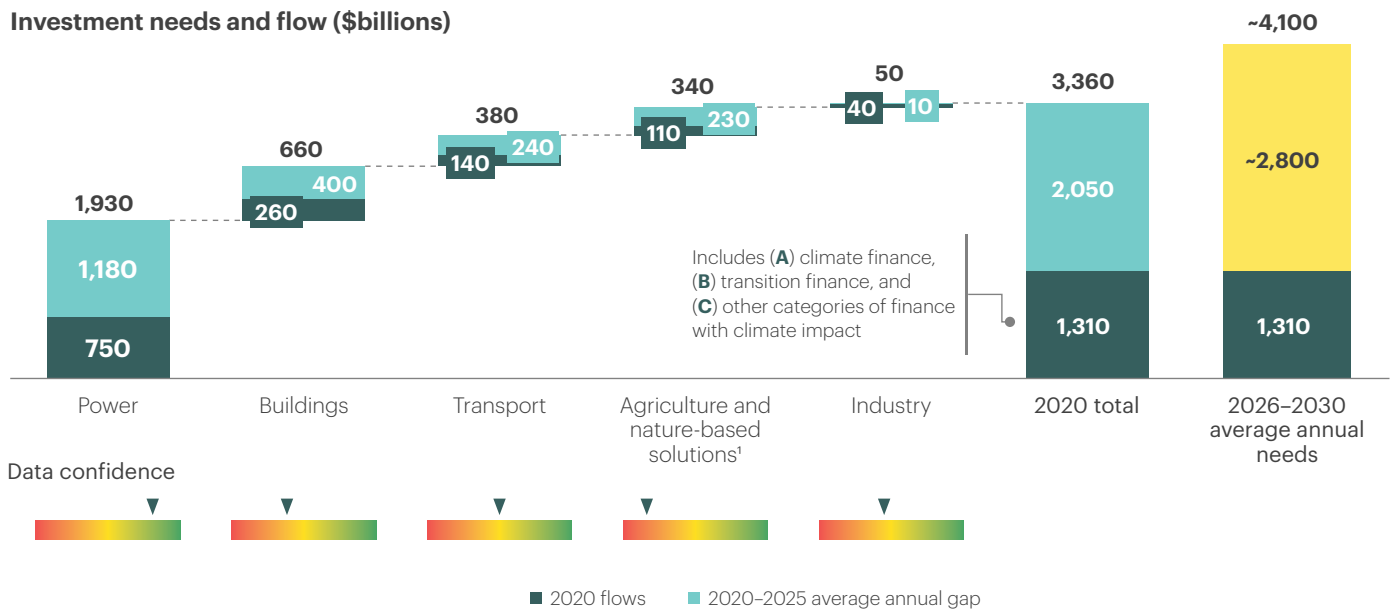 Investment needs and flow ($billions)
~4,100
3,360
50
340
380
660
1,930
40
10
110
230
140
240
400
260
1,180
750
2,050
1,310
~2,800
1,310
Includes (A) climate finance,
(B) transition finance, and
(C) other categories of finance
with climate impact
Power
Buildings
Transport
Agriculture and
nature-based
solutions¹
Industry
2020 total
2026–2030
average annual
needs
Data confidence
2020 flows
2020–2025 average annual gap